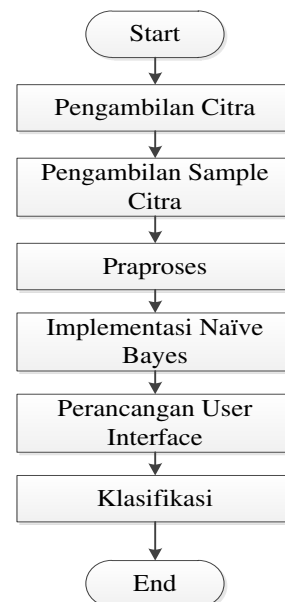 Start
Pengambilan Citra
Pengambilan Sample
Citra
Praproses
Implementasi Naïve
Bayes
Perancangan User
Interface
Klasifikasi
End